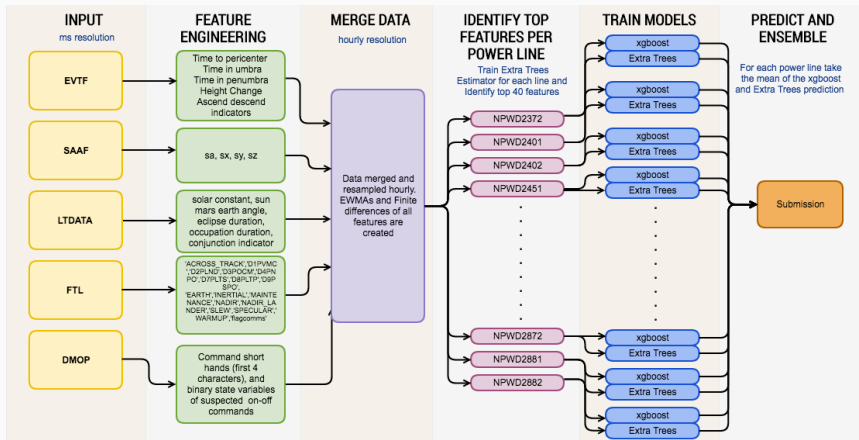 INPUT
ms resolution
EVTF
SAAF
LTDATA
FTL
DMOP
FEATURE
ENGINEERING
Time to pericenter
Time in umbra
Time in penumbra
Height Change
Ascend descend
indicators
sa, sx, sy, sz
solar constant, sun
mars earth angle,
eclipse duration,
occupation duration,
conjunction indicator
'ACROSS_TRACK','D1PVMC
','D2PLND','D3POCM','D4PN
PO','D7PLTS','D8PLTP','D9P
SPO',
'EARTH','INERTIAL','MAINTE
NANCE','NADIR','NADIR_LA
NDER','SLEW','SPECULAR','
WARMUP','flagcomms'
Command short
hands (first 4
characters), and
binary state variables
of suspected on-off
commands
MERGE DATA
hourly resolution
Data merged and
resampled hourly.
EWMAs and Finite
differences of all
features are
created
IDENTIFY TOP
FEATURES PER
POWER LINE
Train Extra Trees
Estimator for each line and
Identify top 40 features
NPWD2372
NPWD2401
NPWD2402
NPWD2451
NPWD2872
NPWD2881
NPWD2882
TRAIN MODELS
xgboost
Extra Trees
xgboost
Extra Trees
xgboost
Extra Trees
xgboost
Extra Trees
xgboost
Extra Trees
xgboost
Extra Trees
xgboost
Extra Trees
PREDICT AND
ENSEMBLE
For each power line take
the mean of the xgboost
and Extra Trees prediction
Submission